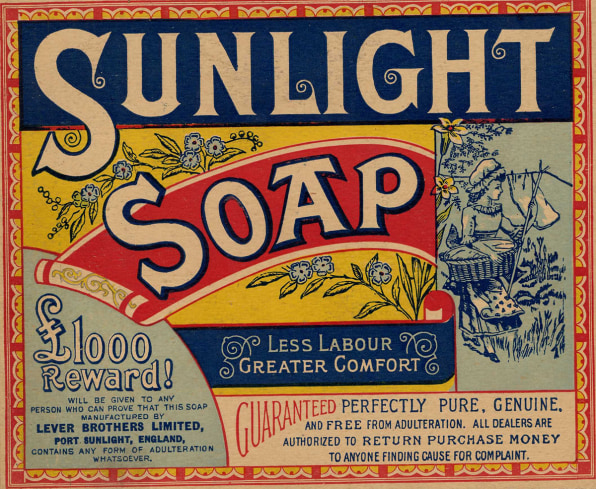 SUNLIGHT
SOAP
LESS LABOUR
GREATER COMFORT
£1000
Reward!
WILL BE GIVEN TO ANY
PERSON WHO CAN PROVE THAT THIS SOAP
MANUFACTURED BY
LEVER BROTHERS LIMITED,
PORT SUNLIGHT, ENGLAND,
CONTAINS ANY FORM OF ADULTERATION
WHATSOEVER.
GUARANTEED PERFECTLY PURE, GENUINE,
AND FREE FROM ADULTERATION. ALL DEALERS ARE
AUTHORIZED TO RETURN PURCHASE MONEY
TO ANYONE FINDING CAUSE FOR COMPLAINT.